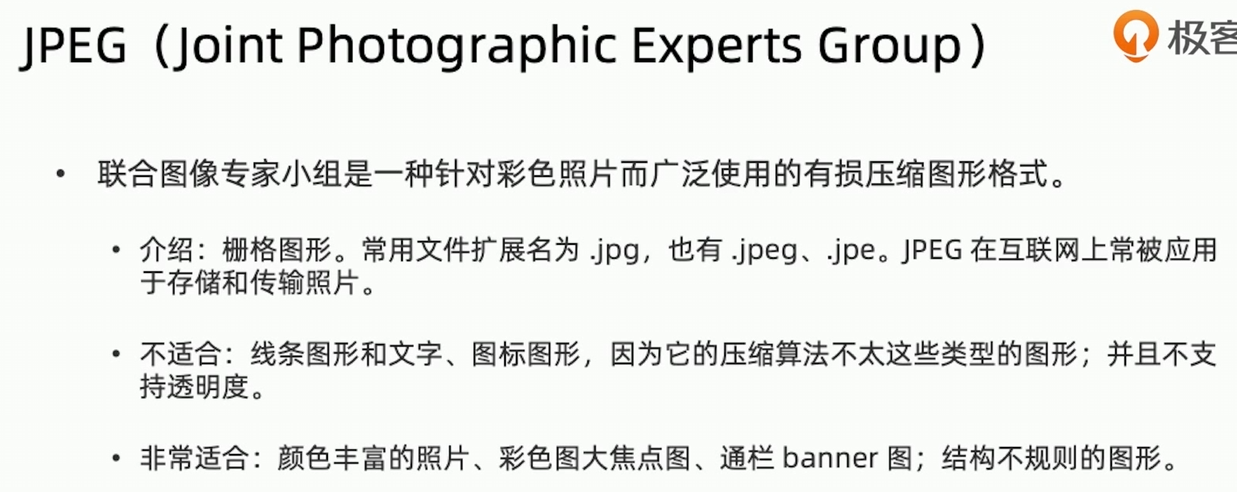 JPEG（Joint Photographic Experts Group）
极客
• 联合图像专家小组是一种针对彩色照片而广泛使用的有损压缩图形格式。
• 介绍：栅格图形。常用文件扩展名为 .jpg，也有 .jpeg、.jpe。JPEG 在互联网上常被应用
于存储和传输照片。
• 不适合：线条图形和文字、图标图形，因为它的压缩算法不太这些类型的图形；并且不支
持透明度。
• 非常适合：颜色丰富的照片、彩色图大焦点图、通栏 banner 图；结构不规则的图形。